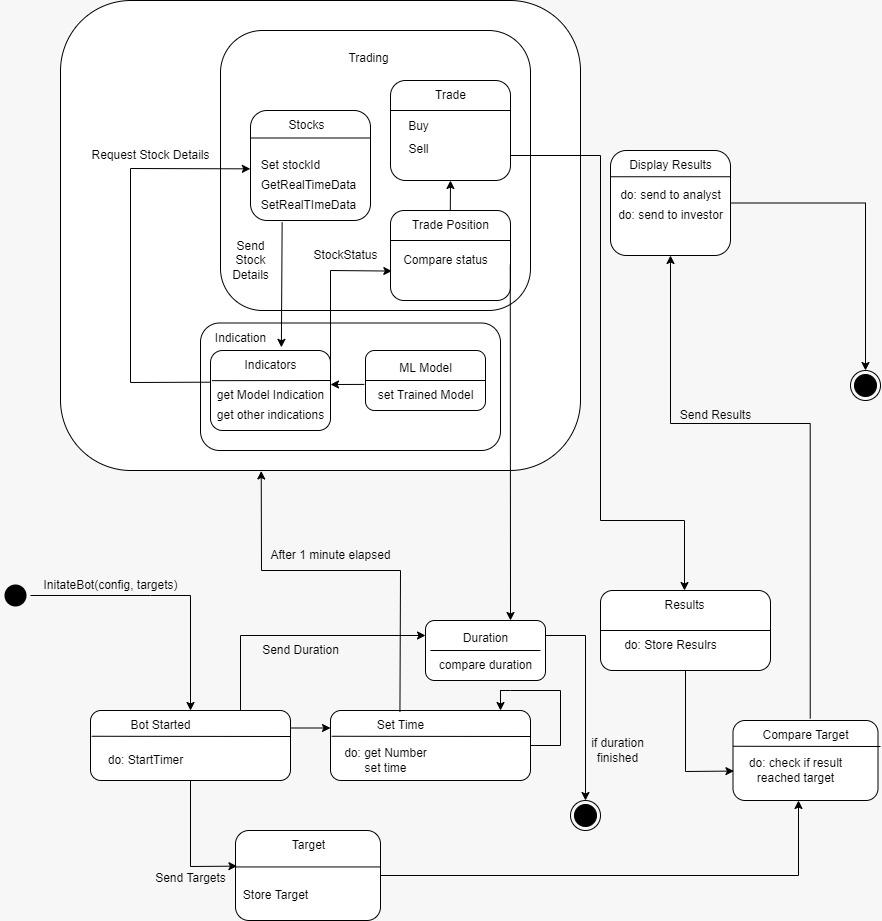 Trading
Trade
Buy
Sell
Stocks
Set stockId
GetRealTimeData
SetRealTImeData
Request Stock Details
Display Results
do: send to analyst
do: send to investor
Trade Position
Compare status
Send
Stock
Details
StockStatus
Indication
Indicators
get Model Indication
get other indications
ML Model
set Trained Model
Send Results
After 1 minute elapsed
InitateBot(config, targets)
Results
do: Store Resulrs
Duration
compare duration
Send Duration
Bot Started
do: StartTimer
Set Time
do: get Number
set time
if duration
finished
Compare Target
do: check if result
reached target
Target
Store Target
Send Targets